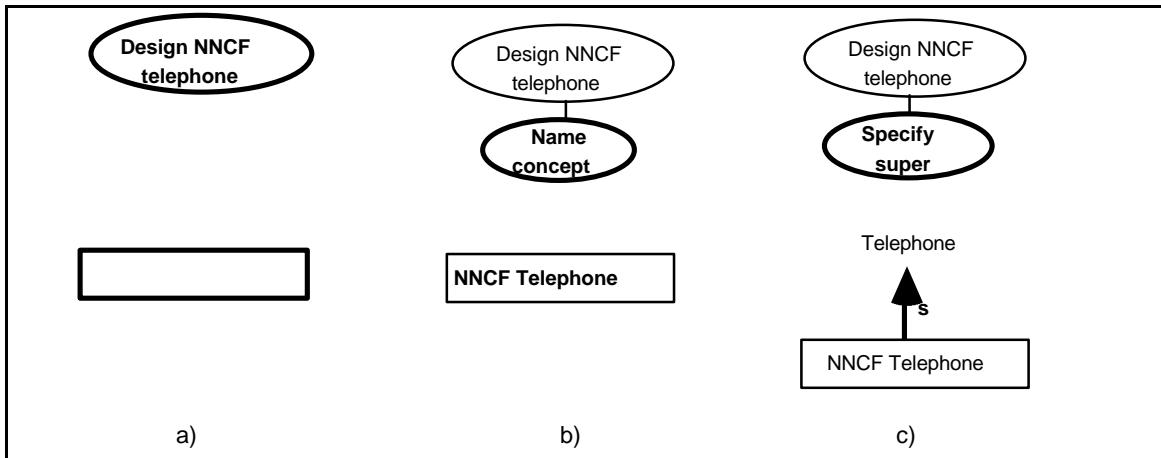 Design NNCF
telephone
a)
Design NNCF
telephone
Name
concept
NNCF Telephone
b)
Design NNCF
telephone
Specify
super
Telephone
s
NNCF Telephone
c)